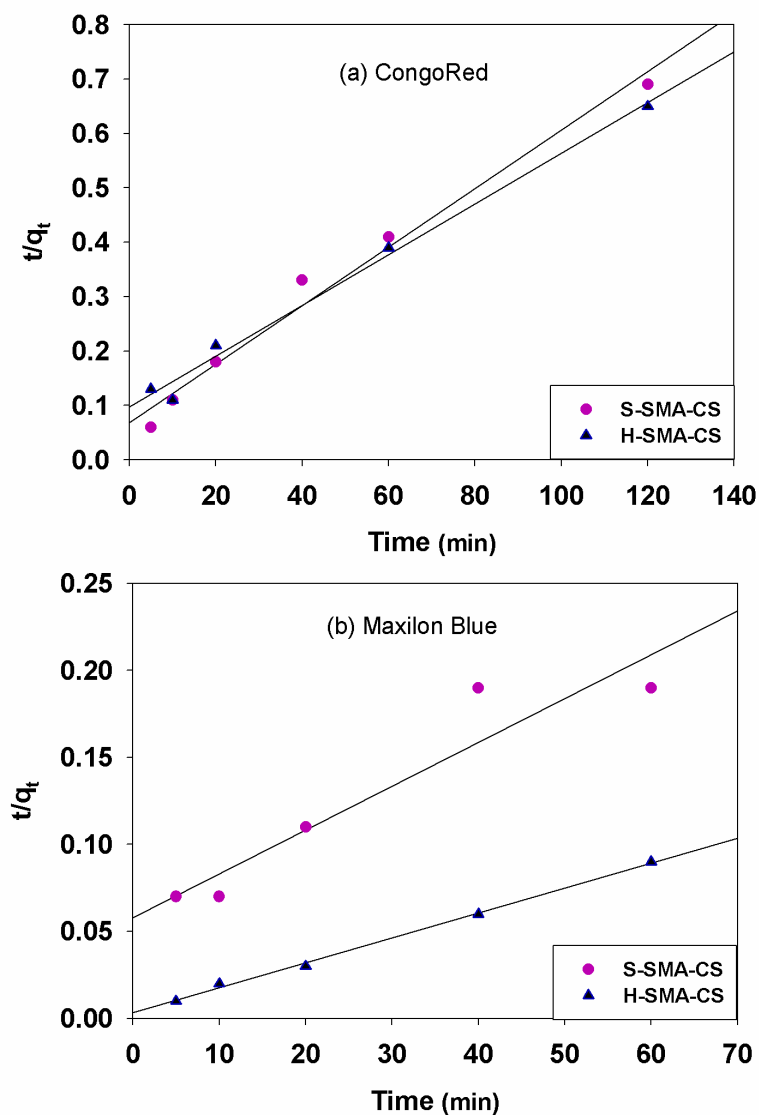 0.8
(a) CongoRed
0.7
0.6
0.5
t/qt
0.4
0.3
0.2
S-SMA-CS
0.1
H-SMA-CS
0.0
0 20 40 60 80 100 120 140
Time (min)
0.25
(b) Maxilon Blue
0.20
0.15
t/qt
0.10
0.05
S-SMA-CS
H-SMA-CS
0.00
0 10 20 30 40 50 60 70
Time (min)